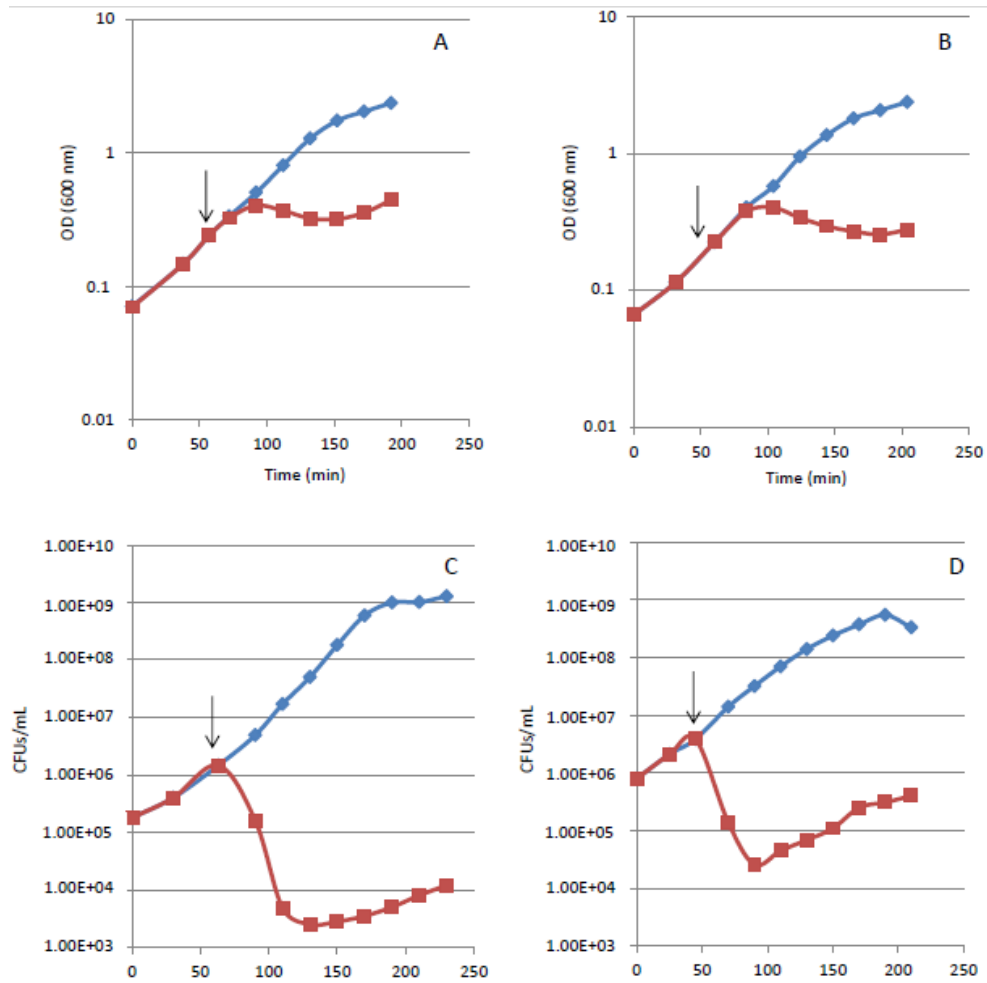 A
10
1
0.1
0.01
OD (600 nm)
0 50 100 150 200 250
Time (min)
B
10
1
0.1
0.01
OD (600 nm)
0 50 100 150 200 250
Time (min)
C
1.00E+10
1.00E+09
1.00E+08
1.00E+07
1.00E+06
1.00E+05
1.00E+04
1.00E+03
CFUs/mL
0 50 100 150 200 250
D
1.00E+10
1.00E+09
1.00E+08
1.00E+07
1.00E+06
1.00E+05
1.00E+04
1.00E+03
CFUs/mL
0 50 100 150 200 250